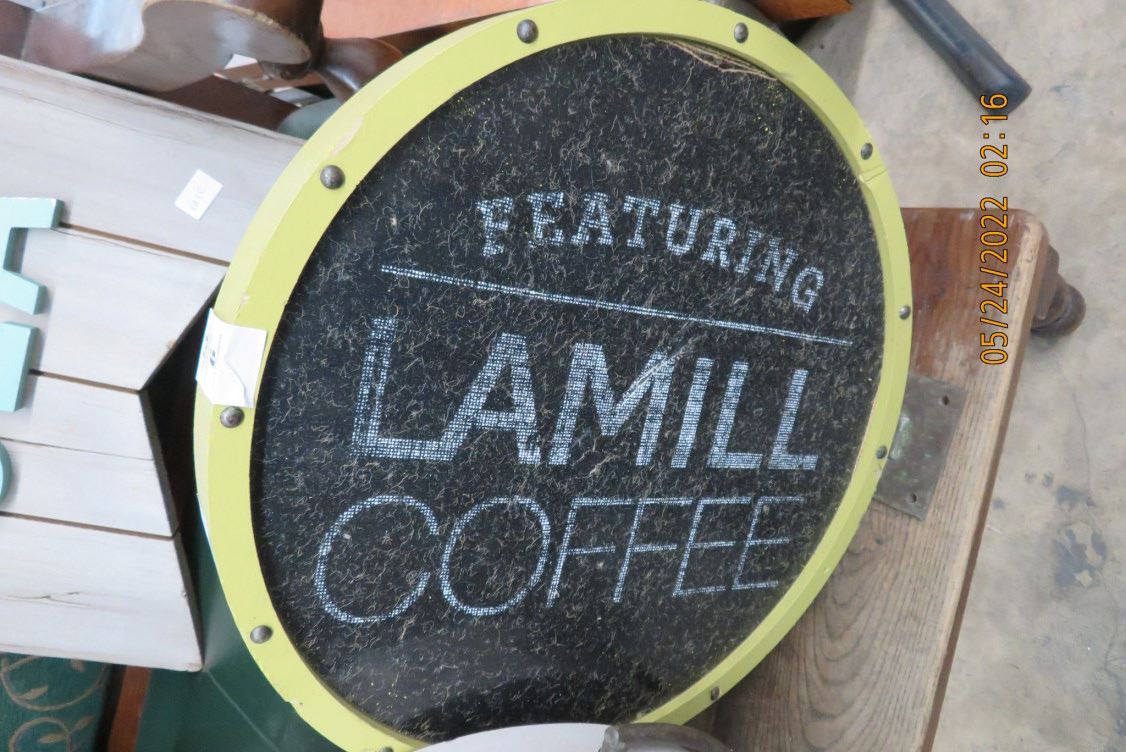 FEATURING
LAMILL
COFFEE
05/24/2022 02:16